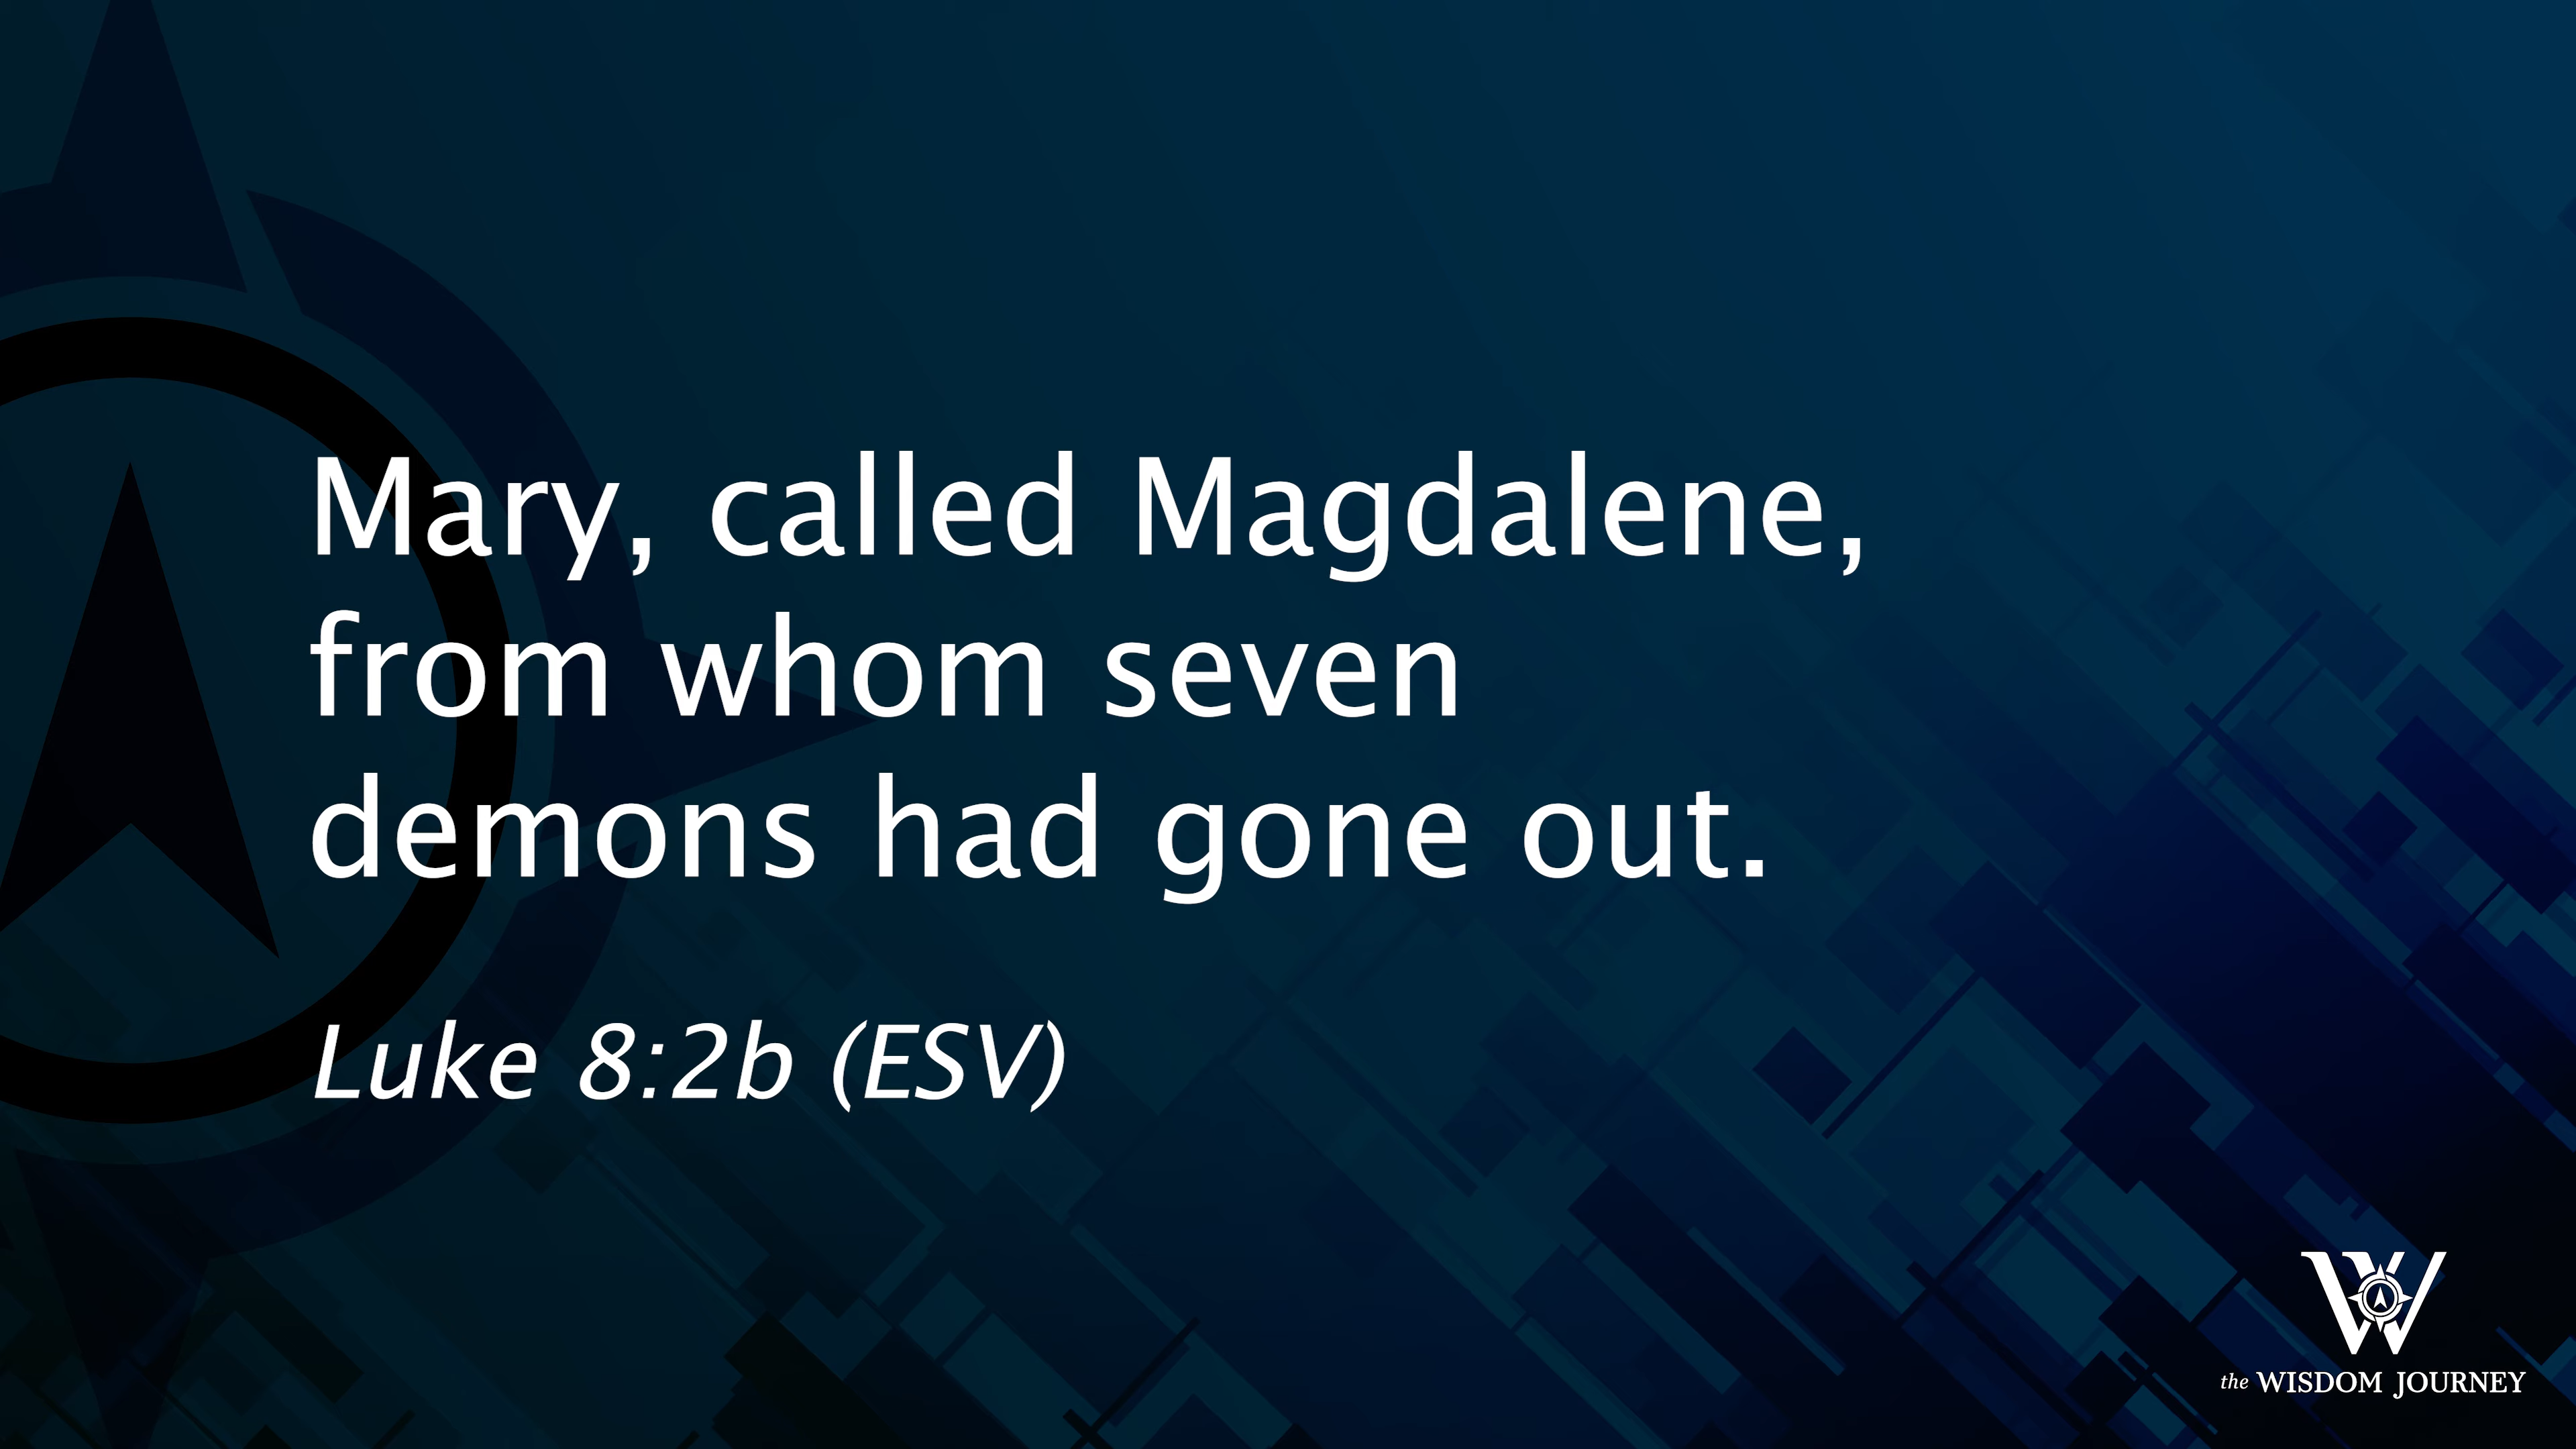 Mary, called Magdalene,
from whom seven
demons had gone out.
Luke 8:2b (ESV)
W
the WISDOM JOURNEY